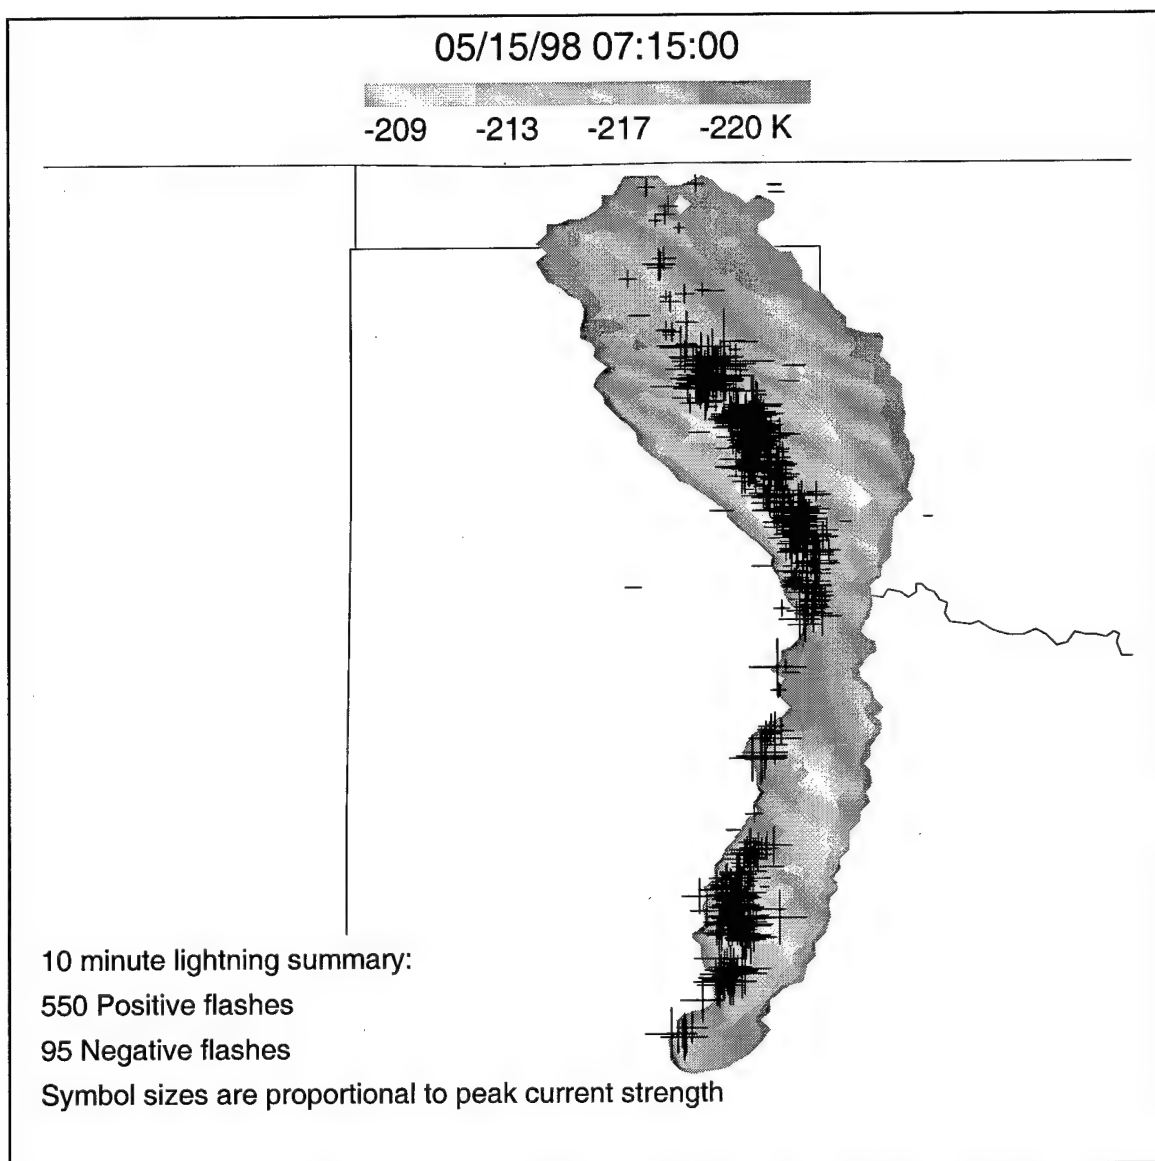 05/15/98 07:15:00
-209 -213 -217 -220 K
10 minute lightning summary:
550 Positive flashes
95 Negative flashes
Symbol sizes are proportional to peak current strength